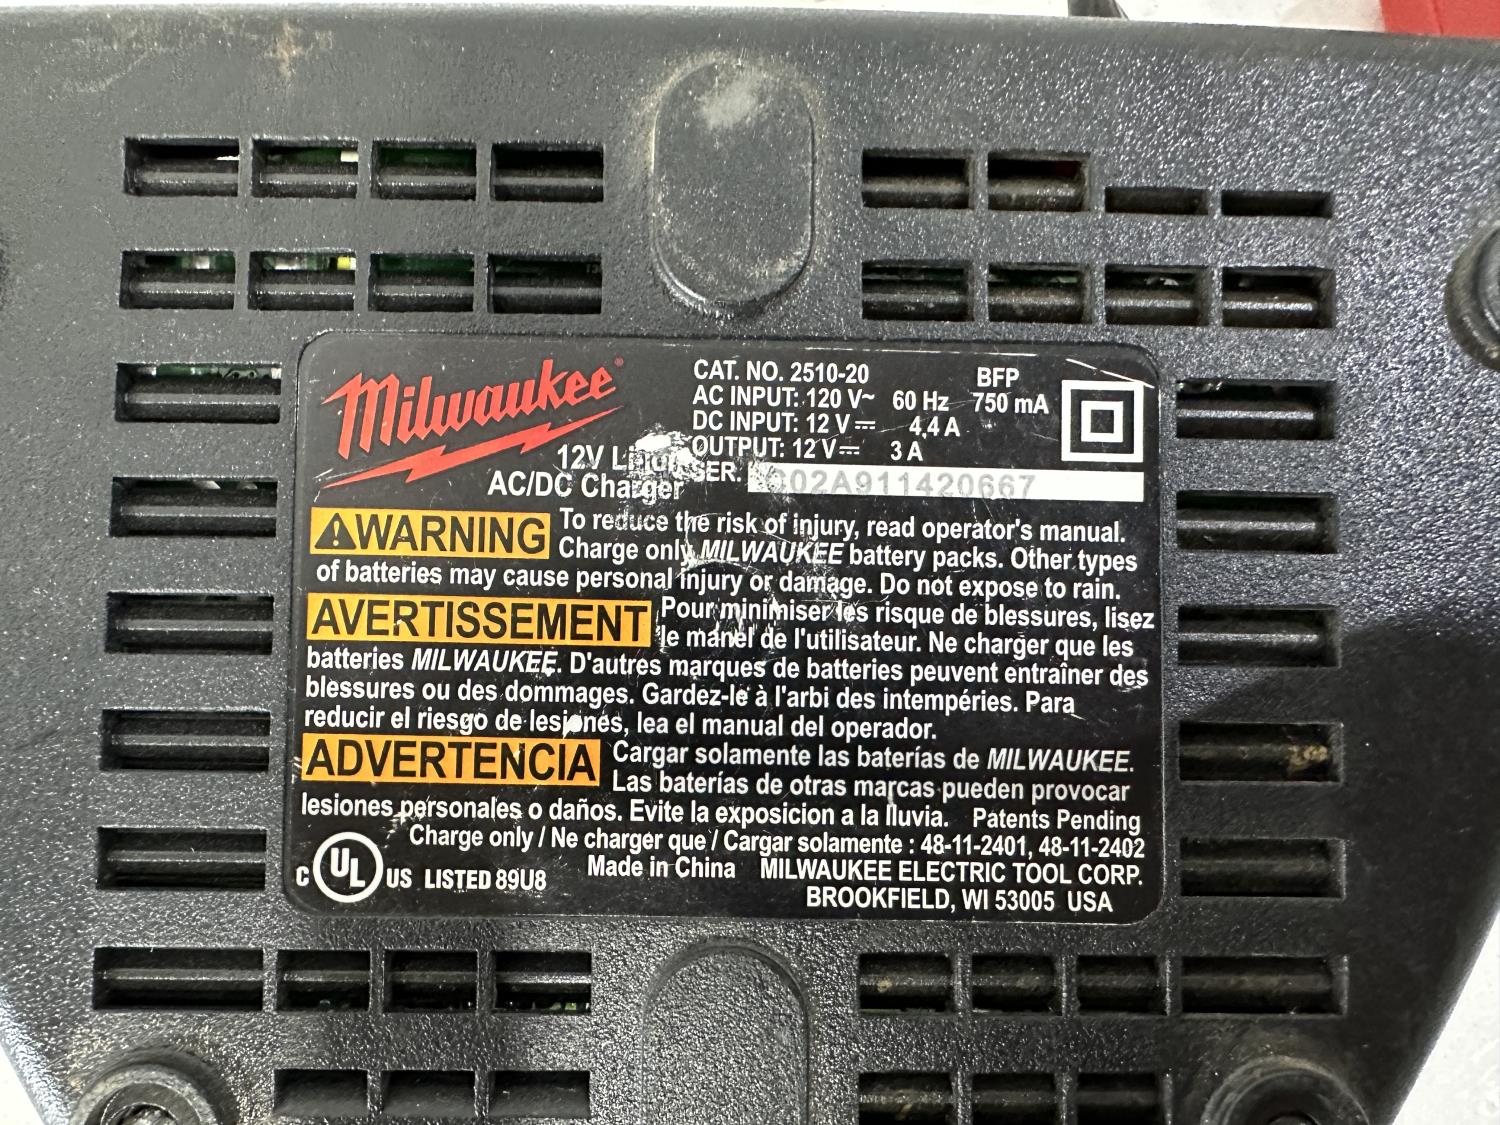 Milwaukee®
12V Li-ion
AC/DC Charger
CAT. NO. 2510-20 BFP
AC INPUT: 120 V~ 60 Hz 750 mA
DC INPUT: 12 V⎓ 4,4 A
OUTPUT: 12 V⎓ 3 A
SER. 02A911420667
WARNING To reduce the risk of injury, read operator's manual.
Charge only MILWAUKEE battery packs. Other types
of batteries may cause personal injury or damage. Do not expose to rain.
AVERTISSEMENT Pour minimiser les risque de blessures, lisez
le manel de l'utilisateur. Ne charger que les
batteries MILWAUKEE. D'autres marques de batteries peuvent entraîner des
blessures ou des dommages. Gardez-le à l'arbi des intempéries. Para
reducir el riesgo de lesiones, lea el manual del operador.
ADVERTENCIA Cargar solamente las baterías de MILWAUKEE.
Las baterías de otras marcas pueden provocar
lesiones personales o daños. Evite la exposicion a la lluvia. Patents Pending
Charge only / Ne charger que / Cargar solamente : 48-11-2401, 48-11-2402
C UL US LISTED 89U8
Made in China MILWAUKEE ELECTRIC TOOL CORP.
BROOKFIELD, WI 53005 USA